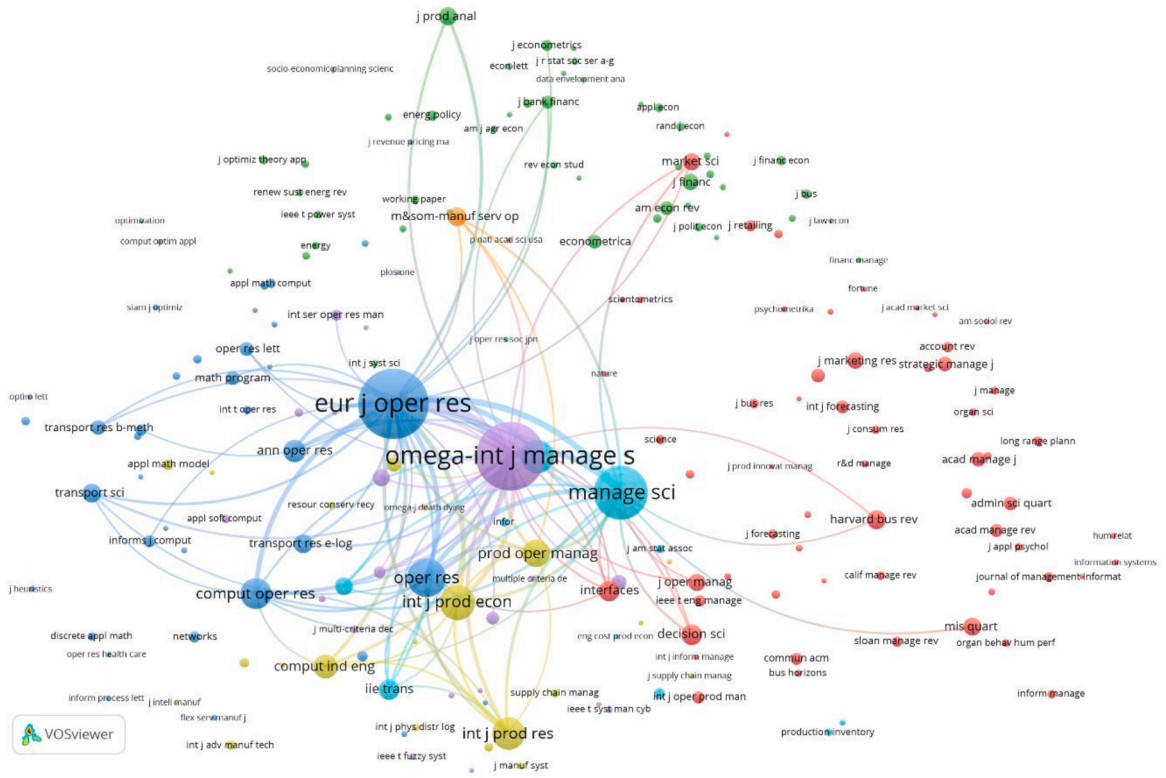 j prod anal
j econometrics
econ lett
j r stat soc ser a-g
socio-economic planning scienc
data envelopment ana
j bank financ
energ policy
appl econ
am j agr econ
rand j econ
j revenue pricing ma
j optimiz theory app
rev econ stud
market sci
j financ econ
renew sust energ rev
j financ
j bus
working paper
ieee t power syst
m&som-manuf serv op
am econ rev
optimization
j polit econ
j retailing
j law econ
comput optim appl
energy
p natl acad sci usa
econometrica
plos one
financ manage
appl math comput
fortune
scientometrics
siam j optimiz
int ser oper res man
psychometrika
j acad market sci
am sociol rev
j oper res soc jpn
oper res lett
account rev
int j syst sci
j marketing res
strategic manage j
math program
nature
optim lett
j manage
eur j oper res
int t oper res
j bus res
int j forecasting
organ sci
transport res b-meth
j consum res
science
long range plann
ann oper res
omega-int j manage s
appl math model
j prod innovat manag
r&d manage
acad manage j
transport sci
manage sci
resour conserv recy
omega-j death dying
admin sci quart
appl soft comput
infor
harvard bus rev
informs j comput
transport res e-log
j forecasting
acad manage rev
hum relat
prod oper manag
j am stat assoc
j appl psychol
information systems
j heuristics
comput oper res
oper res
multiple criteria de
interfaces
j oper manag
calif manage rev
journal of management informat
int j prod econ
ieee t eng manage
discrete appl math
networks
j multi-criteria dec
eng cost prod econ
decision sci
mis quart
sloan manage rev
organ behav hum perf
oper res health care
int j inform manage
commun acm
comput ind eng
j supply chain manag
bus horizons
iie trans
supply chain manag
int j oper prod man
inform manage
inform process lett
j intell manuf
ieee t syst man cyb
flex serv manuf j
int j phys distr log
int j prod res
production inventory
VOSviewer
int j adv manuf tech
ieee t fuzzy syst
j manuf syst